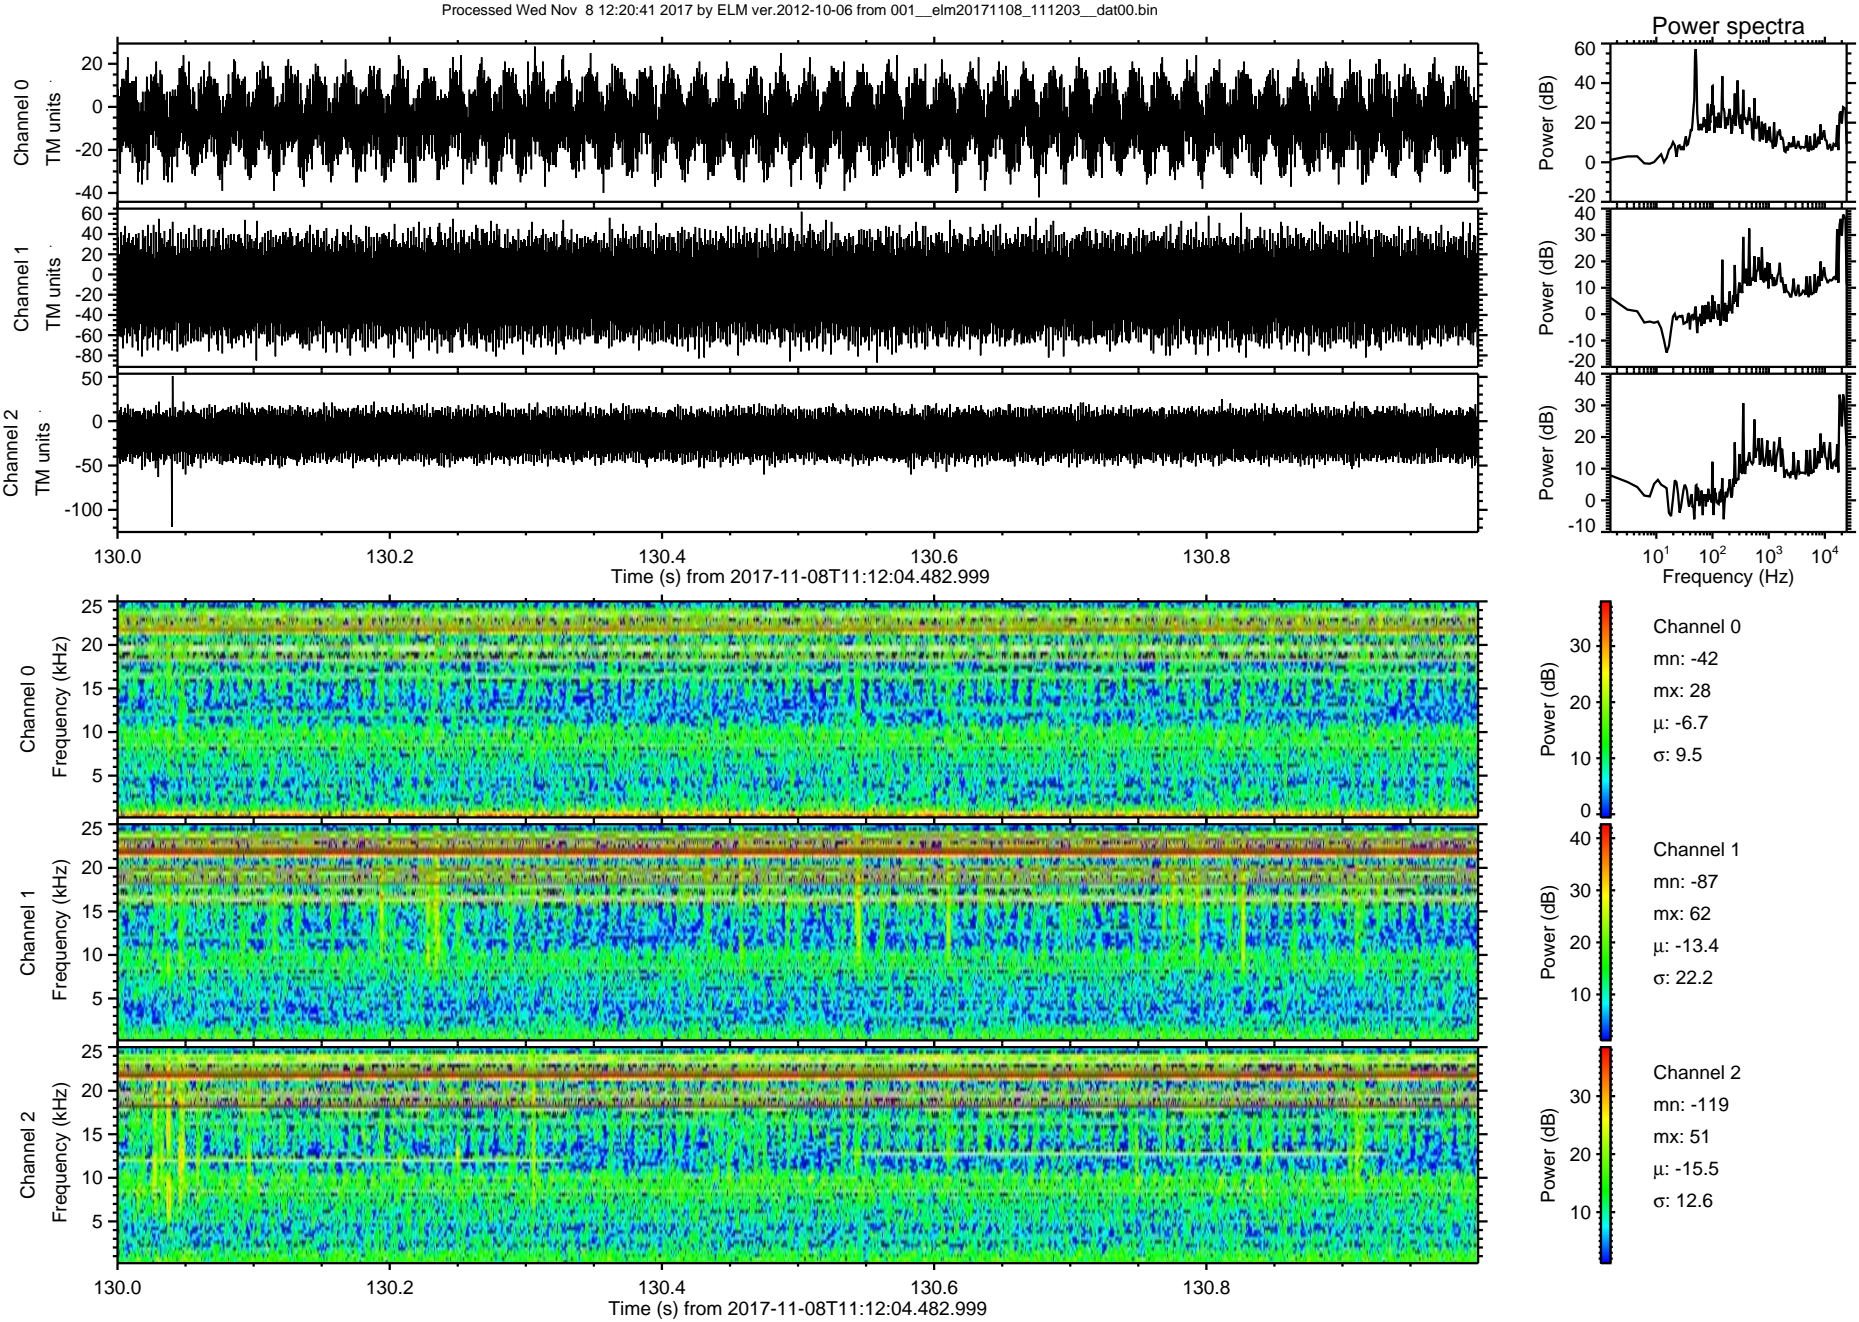 Processed Wed Nov 8 12:20:41 2017 by ELM ver.2012-10-06 from 001__elm20171108_111203__dat00.bin
Power spectra
Channel 0
TM units
20
0
-20
-40
Power (dB)
60
40
20
0
-20
Channel 1
TM units
60
40
20
0
-20
-40
-60
-80
Power (dB)
40
30
20
10
0
-10
-20
Channel 2
TM units
50
0
-50
-100
Power (dB)
40
30
20
10
0
-10
130.0 130.2 130.4 130.6 130.8
Time (s) from 2017-11-08T11:12:04.482.999
10¹ 10² 10³ 10⁴
Frequency (Hz)
Channel 0
Frequency (kHz)
25
20
15
10
5
Power (dB)
30
20
10
0
Channel 0
mn: -42
mx: 28
μ: -6.7
σ: 9.5
Channel 1
Frequency (kHz)
25
20
15
10
5
Power (dB)
40
30
20
10
Channel 1
mn: -87
mx: 62
μ: -13.4
σ: 22.2
Channel 2
Frequency (kHz)
25
20
15
10
5
Power (dB)
30
20
10
Channel 2
mn: -119
mx: 51
μ: -15.5
σ: 12.6
130.0 130.2 130.4 130.6 130.8
Time (s) from 2017-11-08T11:12:04.482.999